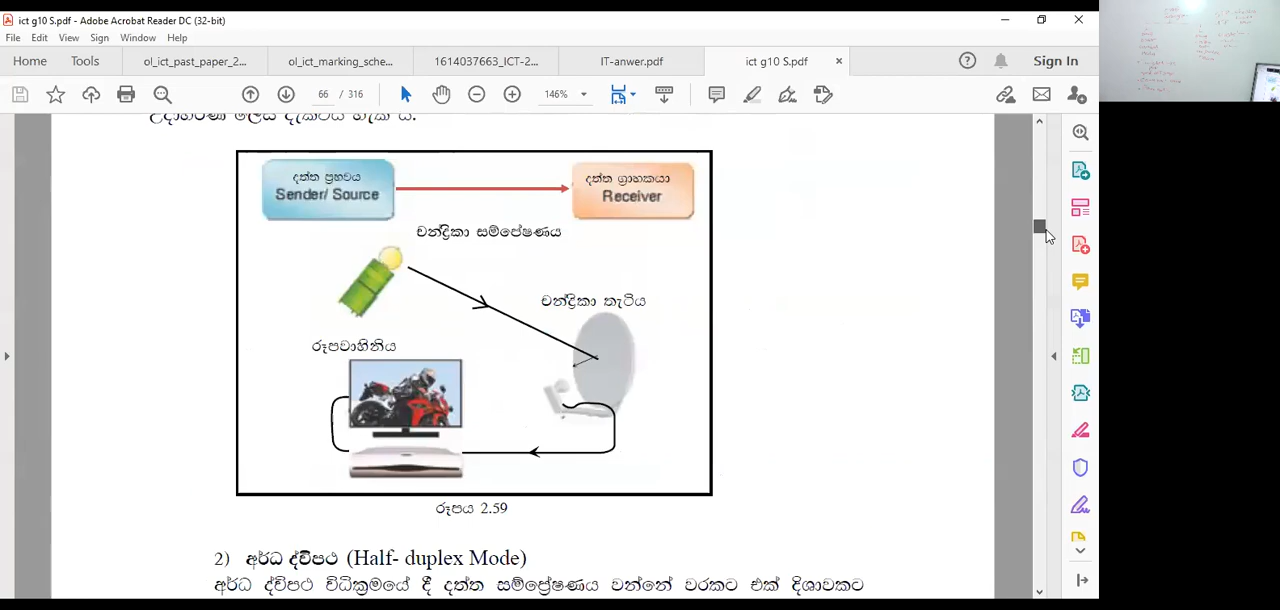 ict g10 S.pdf - Adobe Acrobat Reader DC (32-bit)
File Edit View Sign Window Help
Home Tools ol_ict_past_paper_2... ol_ict_marking_sche... 1614037663_ICT-2... IT-anwer.pdf ict g10 S.pdf × Sign In
66 / 316 146%
උදාහරණ ලෙස දැක්විය හැකි ය.
දත්ත ප්‍රභවය
Sender/ Source
දත්ත ග්‍රාහකයා
Receiver
චන්ද්‍රිකා සම්ප්‍රේෂණය
චන්ද්‍රිකා තැටිය
රූපවාහිනිය
රූපය 2.59
2) අර්ධ ද්විපථ (Half- duplex Mode)
අර්ධ ද්විපථ විධික්‍රමයේ දී දත්ත සම්ප්‍රේෂණය වන්නේ වරකට එක් දිශාවකට